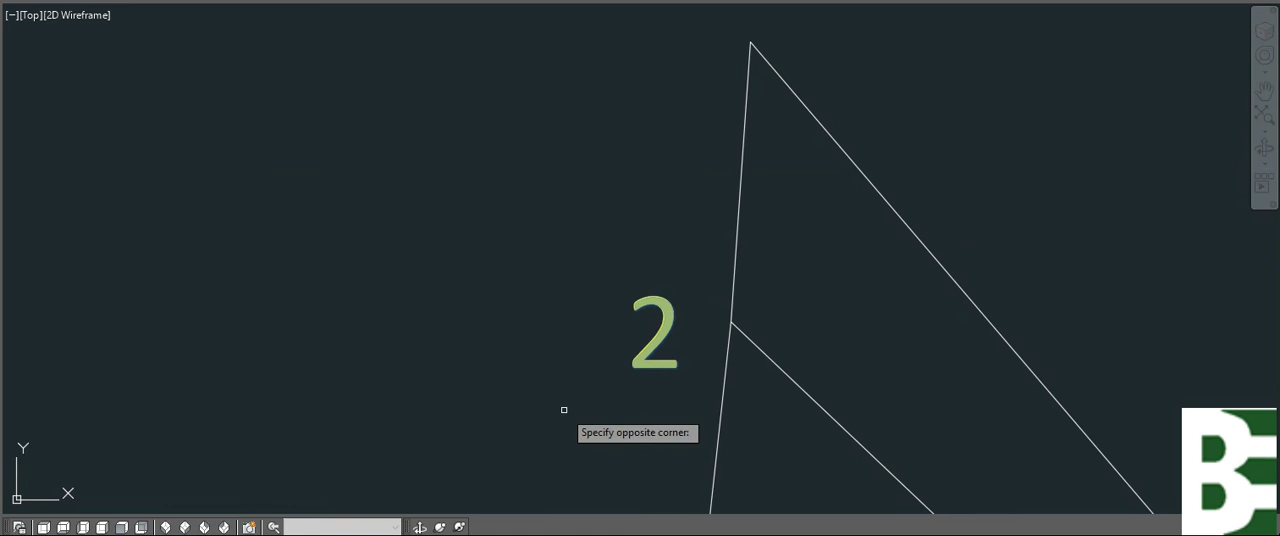 [−][Top][2D Wireframe]
2
Specify opposite corner:
Y
X
B